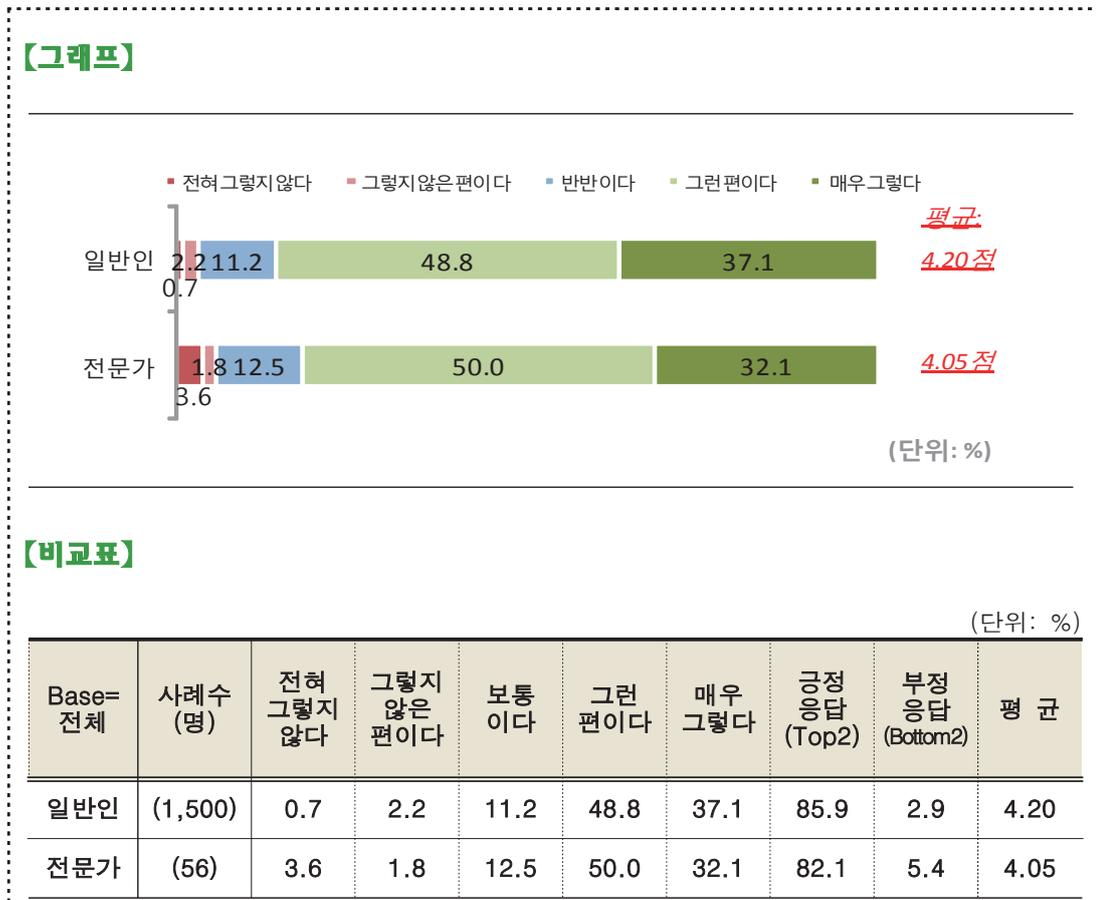 【그래프】
전혀그렇지않다 그렇지않은편이다 반반이다 그런편이다 매우그렇다
평균:
일반인 2.2 11.2 48.8 37.1 4.20점
0.7
전문가 1.8 12.5 50.0 32.1 4.05점
3.6
(단위: %)
【비교표】
(단위: %)
Base=
전체
사례수
(명)
전혀
그렇지
않다
그렇지
않은
편이다
보통
이다
그런
편이다
매우
그렇다
긍정
응답
(Top2)
부정
응답
(Bottom2)
평 균
일반인 (1,500) 0.7 2.2 11.2 48.8 37.1 85.9 2.9 4.20
전문가 (56) 3.6 1.8 12.5 50.0 32.1 82.1 5.4 4.05